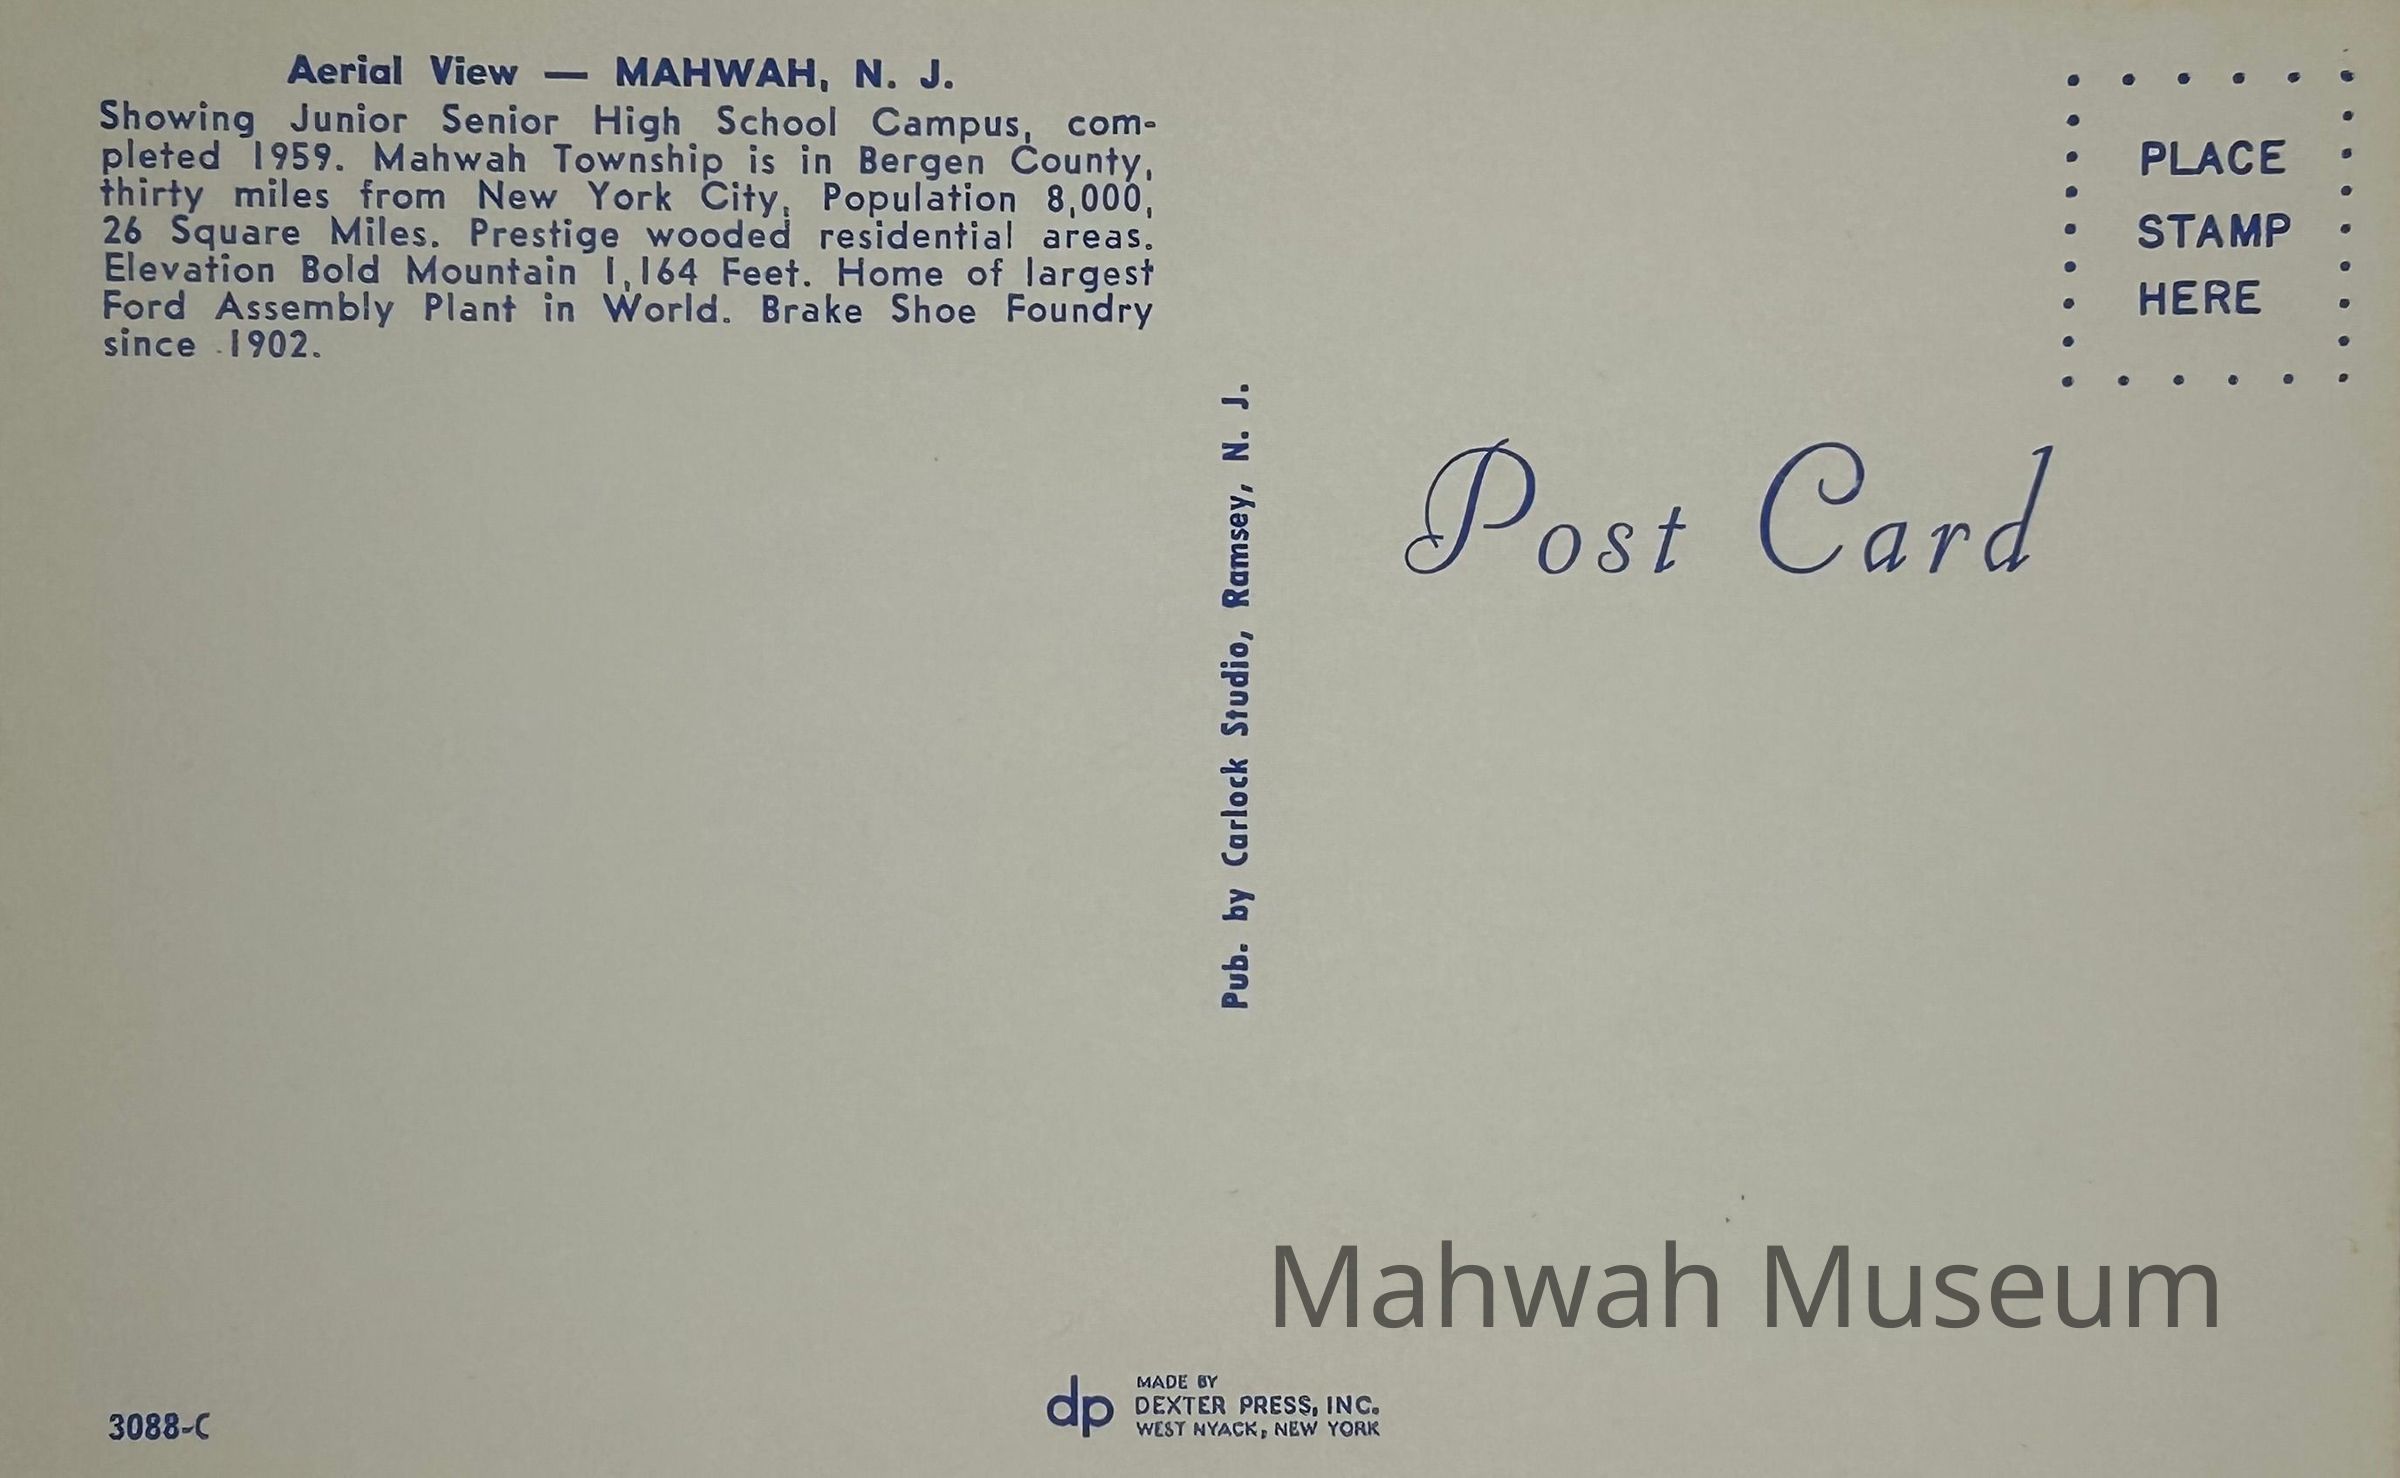 Aerial View — MAHWAH, N. J.
Showing Junior Senior High School Campus, com-
pleted 1959. Mahwah Township is in Bergen County,
thirty miles from New York City, Population 8,000,
26 Square Miles. Prestige wooded residential areas.
Elevation Bold Mountain 1,164 Feet. Home of largest
Ford Assembly Plant in World. Brake Shoe Foundry
since 1902.
PLACE
STAMP
HERE
Post Card
Pub. by Carlock Studio, Ramsey, N. J.
Mahwah Museum
3088-C
dp
MADE BY
DEXTER PRESS, INC.
WEST NYACK, NEW YORK